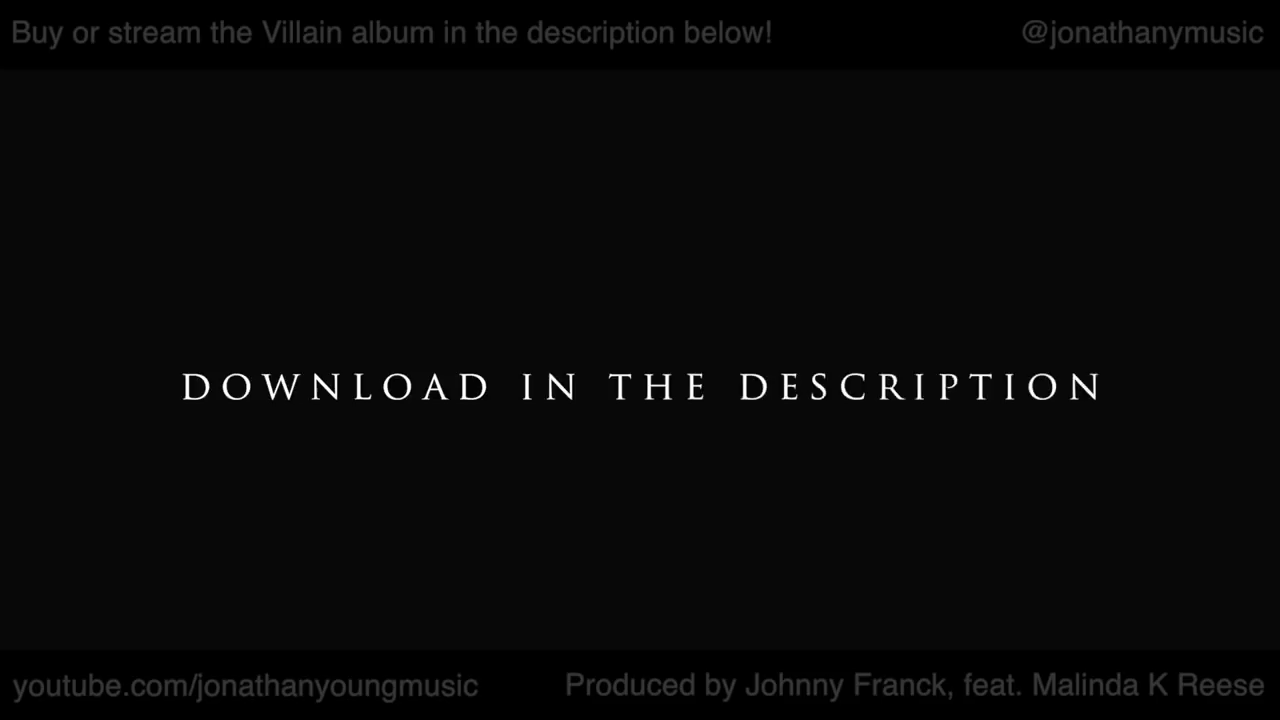 Buy or stream the Villain album in the description below!
@jonathanymusic
DOWNLOAD IN THE DESCRIPTION
youtube.com/jonathanyoungmusic
Produced by Johnny Franck, feat. Malinda K Reese